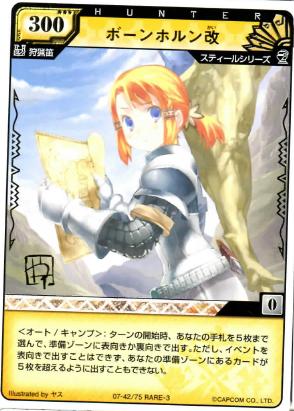 HUNTER
300
ボーンホルン改
かい
狩猟笛
スティールシリーズ
0
<オート / キャンプ>：ターンの開始時、あなたの手札を5枚まで
選んで、準備ゾーンに表向きか裏向きで出す。ただし、イベントを
表向きで出すことはできず、あなたの準備ゾーンにあるカードが
5枚を超えるように出すこともできない。
Illustrated by ヤス
07-42/75 RARE-3
©CAPCOM CO., LTD.